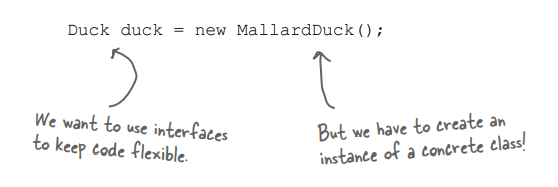 Duck duck = new MallardDuck();
We want to use interfaces
to keep code flexible.
But we have to create an
instance of a concrete class!